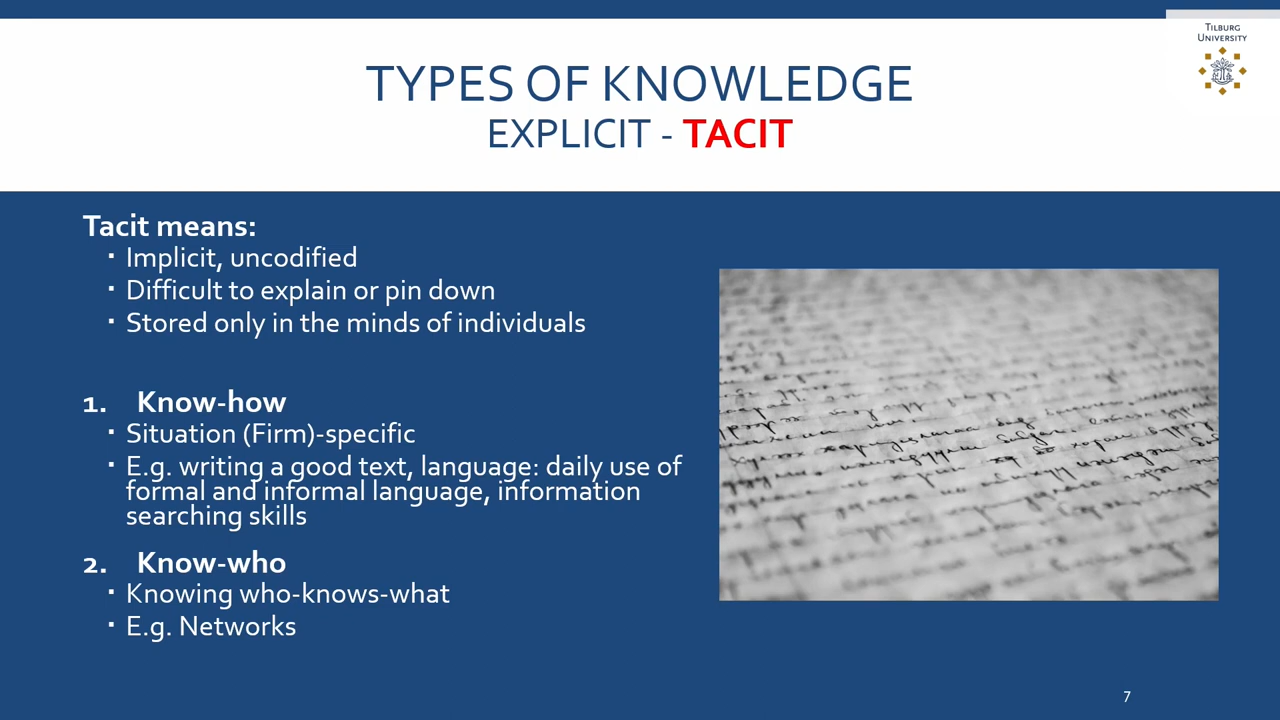 TILBURG
UNIVERSITY
TYPES OF KNOWLEDGE
EXPLICIT - TACIT
Tacit means:
▪ Implicit, uncodified
▪ Difficult to explain or pin down
▪ Stored only in the minds of individuals
1. Know-how
▪ Situation (Firm)-specific
▪ E.g. writing a good text, language: daily use of
formal and informal language, information
searching skills
2. Know-who
▪ Knowing who-knows-what
▪ E.g. Networks
7